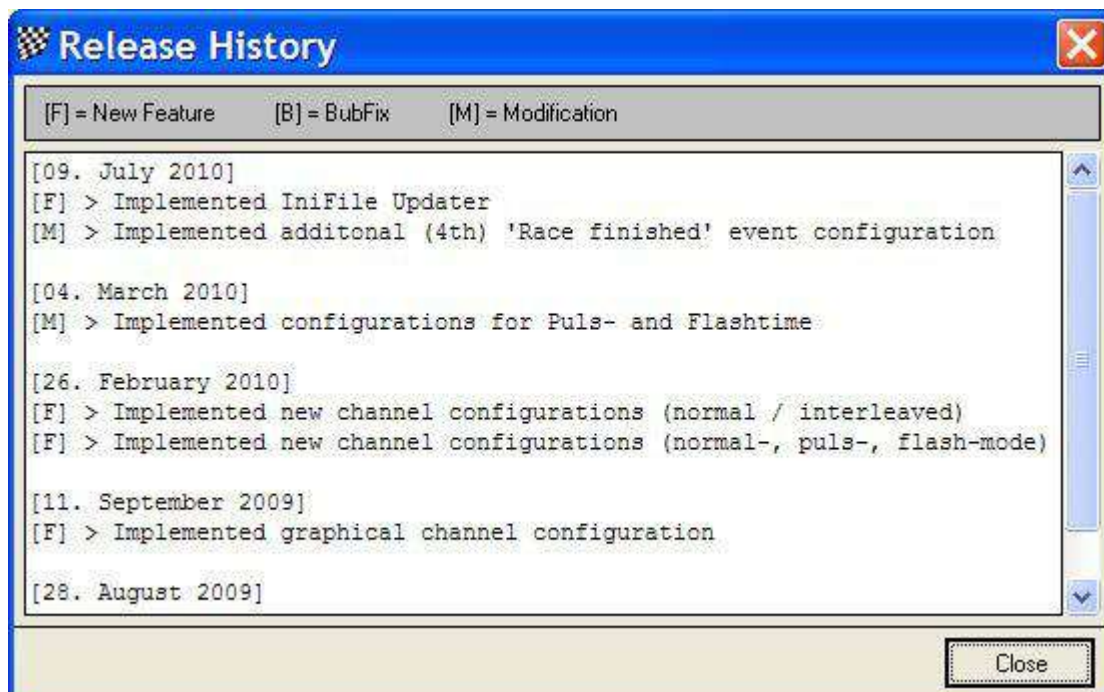 Release History
[F] = New Feature [B] = BubFix [M] = Modification
[09. July 2010]
[F] > Implemented IniFile Updater
[M] > Implemented additonal (4th) 'Race finished' event configuration
[04. March 2010]
[M] > Implemented configurations for Puls- and Flashtime
[26. February 2010]
[F] > Implemented new channel configurations (normal / interleaved)
[F] > Implemented new channel configurations (normal-, puls-, flash-mode)
[11. September 2009]
[F] > Implemented graphical channel configuration
[28. August 2009]
Close